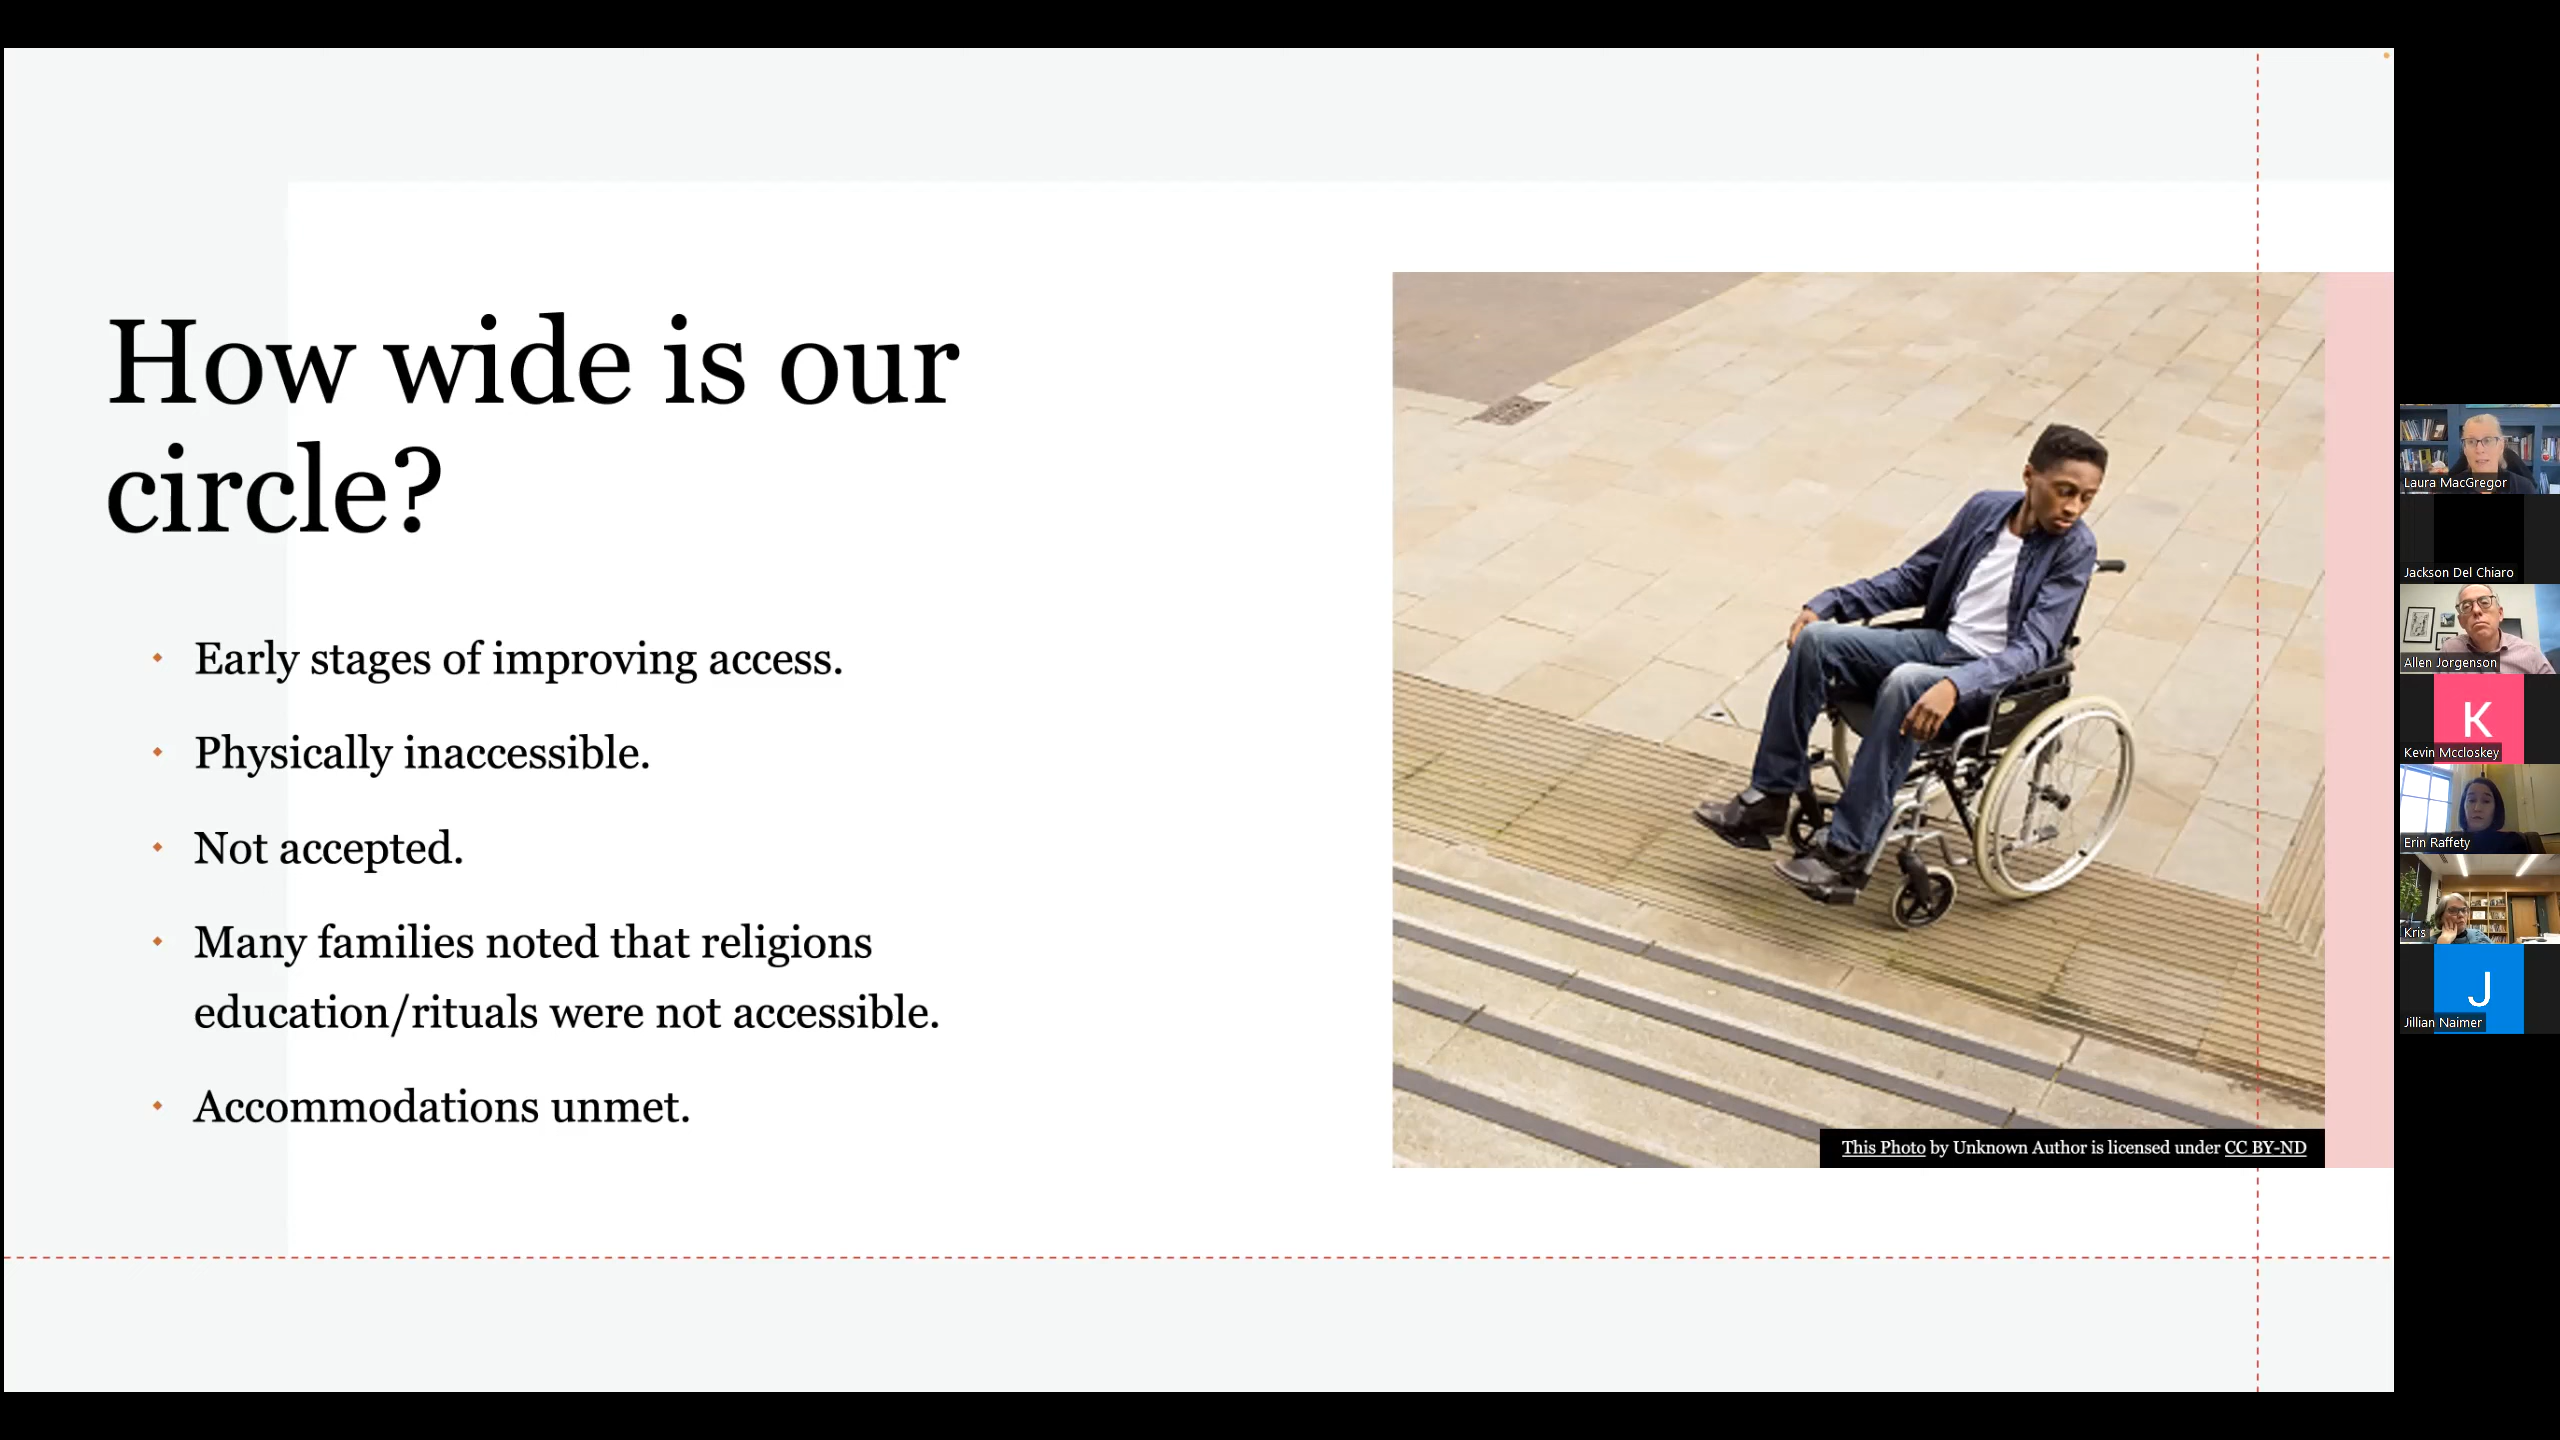 How wide is our
circle?
Early stages of improving access.
Physically inaccessible.
Not accepted.
Many families noted that religions
education/rituals were not accessible.
Accommodations unmet.
This Photo by Unknown Author is licensed under CC BY-ND
Laura MacGregor
Jackson Del Chiaro
Allen Jorgenson
K
Kevin Mccloskey
Erin Raffety
Kris
J
Jillian Naimer